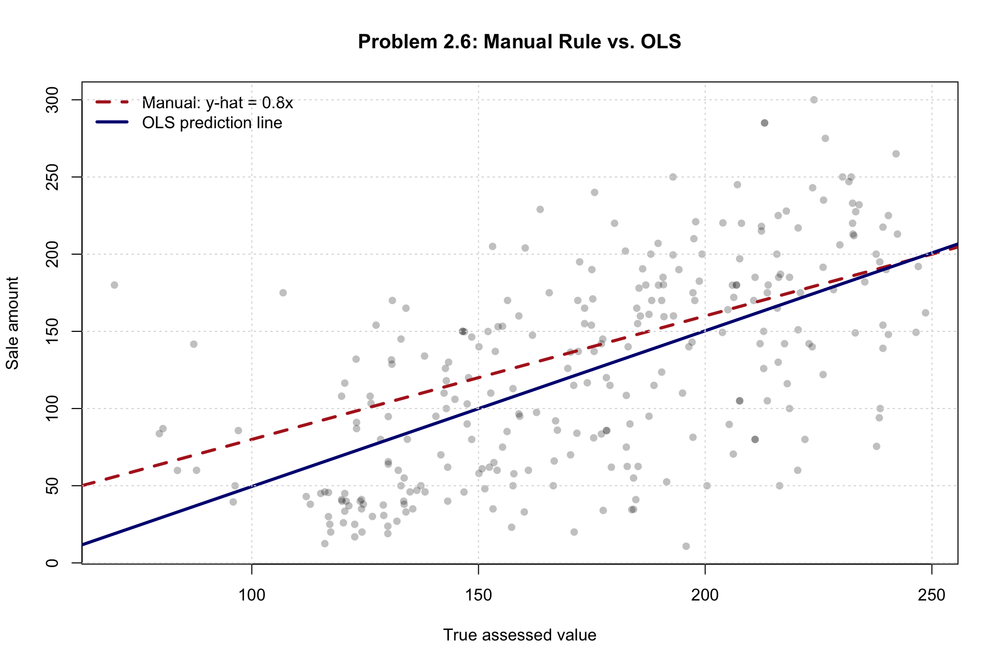 Problem 2.6: Manual Rule vs. OLS
Manual: y-hat = 0.8x
OLS prediction line
300
250
200
150
100
50
0
Sale amount
100 150 200 250
True assessed value